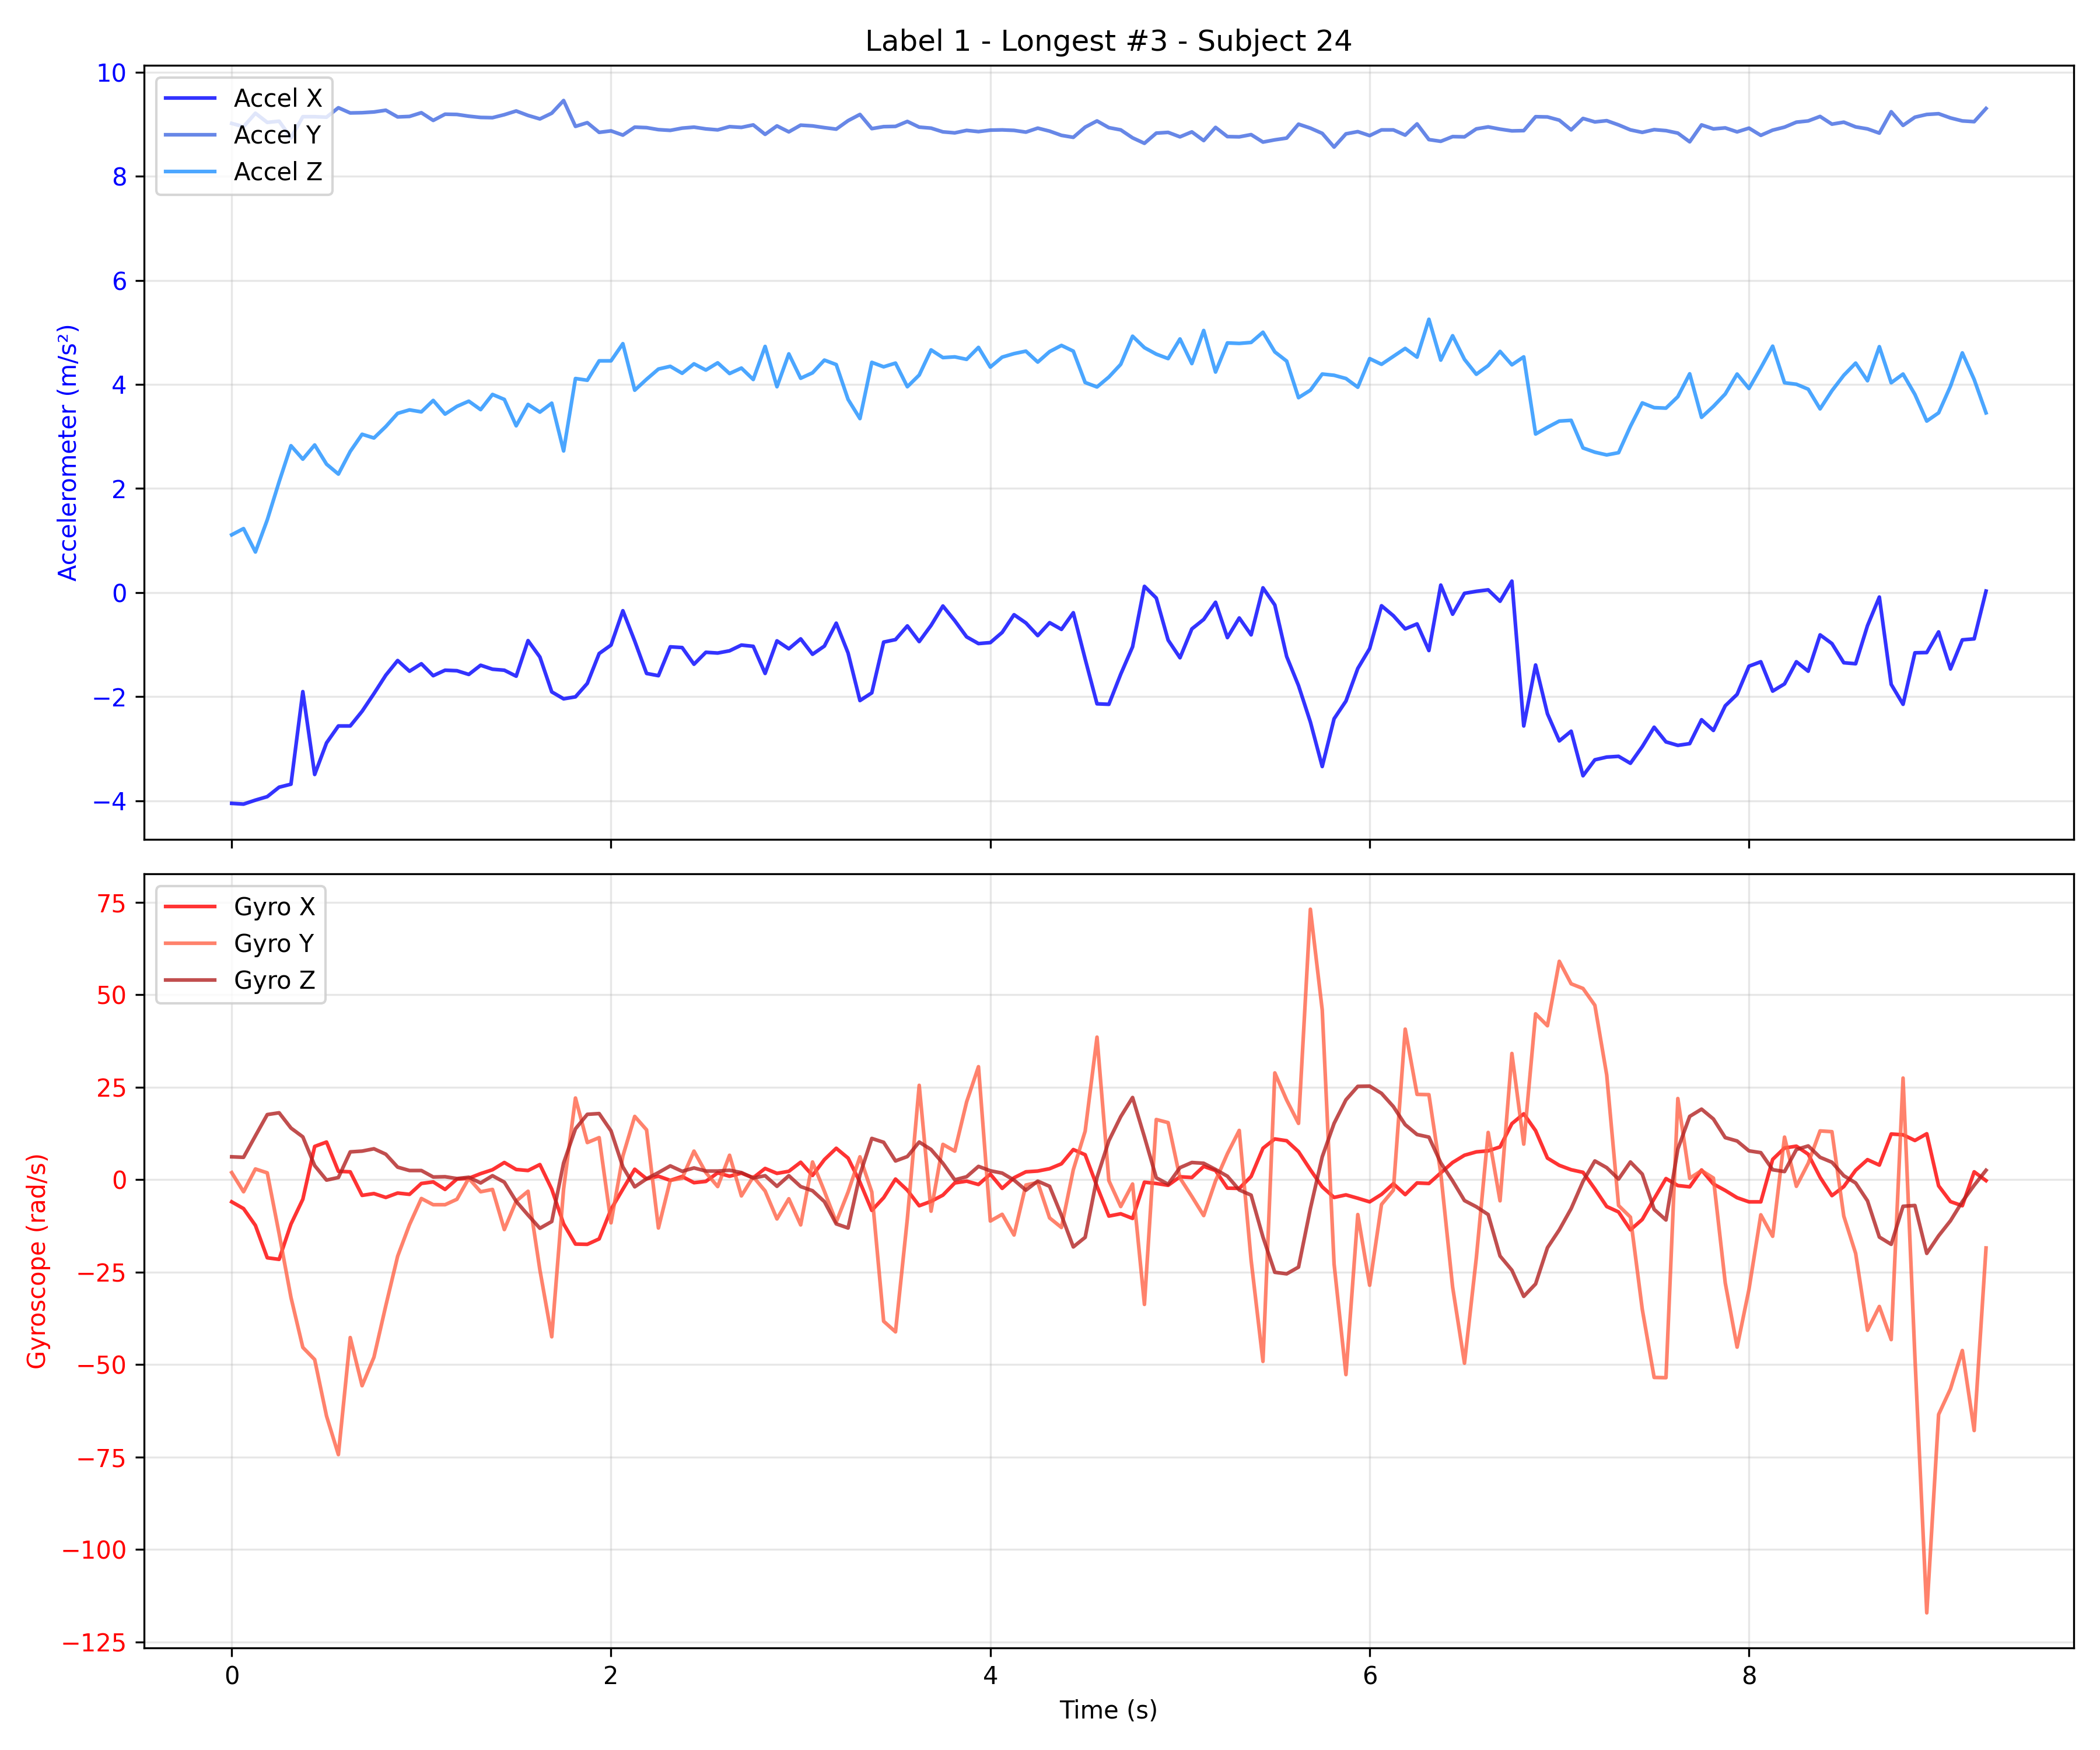 Label 1 - Longest #3 - Subject 24
10
8
6
4
2
0
−2
−4
Accelerometer (m/s²)
Accel X
Accel Y
Accel Z
75
50
25
0
−25
−50
−75
−100
−125
Gyroscope (rad/s)
Gyro X
Gyro Y
Gyro Z
0 2 4 6 8
Time (s)